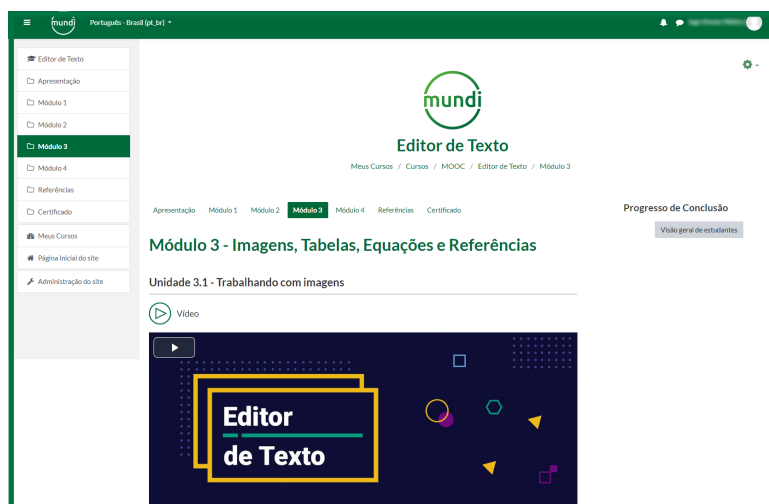 mundi
Português - Brasil (pt_br)
Editor de Texto
Apresentação
Módulo 1
Módulo 2
Módulo 3
Módulo 4
Referências
Certificado
Meus Cursos
Página inicial do site
Administração do site
mundi
Editor de Texto
Meus Cursos / Cursos / MOOC / Editor de Texto / Módulo 3
Apresentação Módulo 1 Módulo 2 Módulo 3 Módulo 4 Referências Certificado
Progresso de Conclusão
Visão geral de estudantes
Módulo 3 - Imagens, Tabelas, Equações e Referências
Unidade 3.1 - Trabalhando com imagens
Vídeo
Editor
de Texto